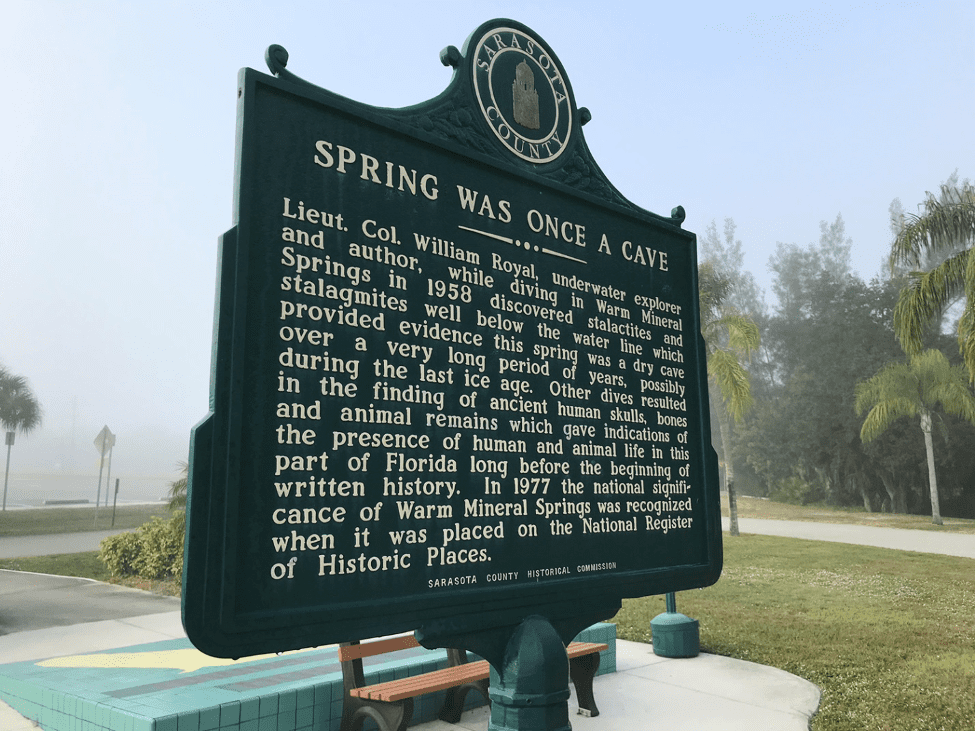 SARASOTA
COUNTY
SPRING WAS ONCE A CAVE
Lieut. Col. William Royal, underwater explorer
and author, while diving in Warm Mineral
Springs in 1958 discovered stalactites and
stalagmites well below the water line which
provided evidence this spring was a dry cave
over a very long period of years, possibly
during the last ice age. Other dives resulted
in the finding of ancient human skulls, bones
and animal remains which gave indications of
the presence of human and animal life in this
part of Florida long before the beginning of
written history. In 1977 the national signifi-
cance of Warm Mineral Springs was recognized
when it was placed on the National Register
of Historic Places.
SARASOTA COUNTY HISTORICAL COMMISSION